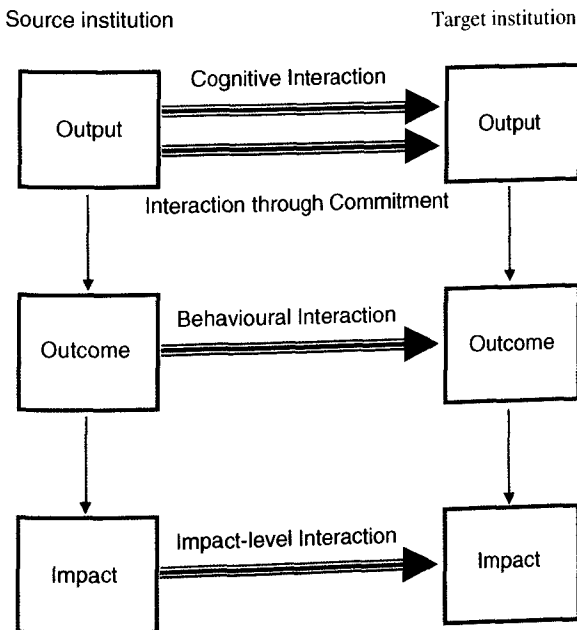 Source institution
Target institution
Cognitive Interaction
Output
Output
Interaction through Commitment
Behavioural Interaction
Outcome
Outcome
Impact-level Interaction
Impact
Impact